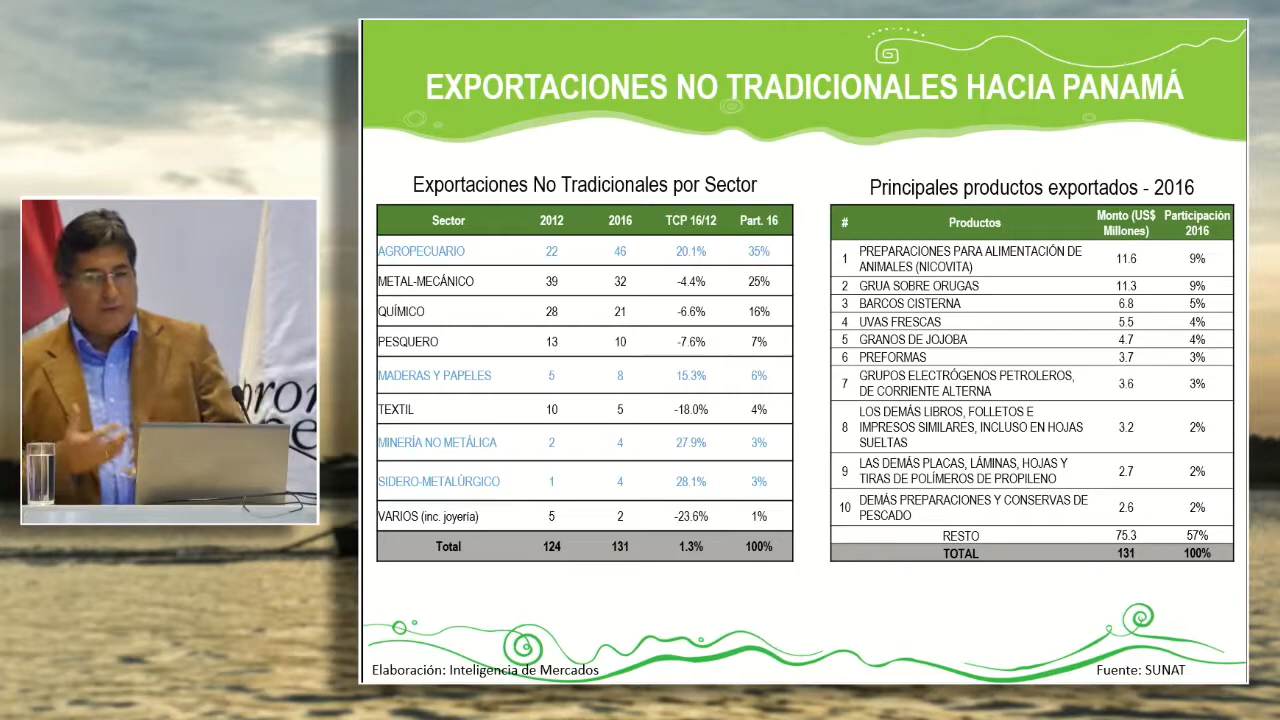 EXPORTACIONES NO TRADICIONALES HACIA PANAMÁ
Exportaciones No Tradicionales por Sector
Sector 2012 2016 TCP 16/12 Part. 16
AGROPECUARIO 22 46 20.1% 35%
METAL-MECÁNICO 39 32 -4.4% 25%
QUÍMICO 28 21 -6.6% 16%
PESQUERO 13 10 -7.6% 7%
MADERAS Y PAPELES 5 8 15.3% 6%
TEXTIL 10 5 -18.0% 4%
MINERÍA NO METÁLICA 2 4 27.9% 3%
SIDERO-METALÚRGICO 1 4 28.1% 3%
VARIOS (inc. joyería) 5 2 -23.6% 1%
Total 124 131 1.3% 100%
Principales productos exportados - 2016
# Productos Monto (US$ Millones) Participación 2016
1 PREPARACIONES PARA ALIMENTACIÓN DE
ANIMALES (NICOVITA) 11.6 9%
2 GRUA SOBRE ORUGAS 11.3 9%
3 BARCOS CISTERNA 6.8 5%
4 UVAS FRESCAS 5.5 4%
5 GRANOS DE JOJOBA 4.7 4%
6 PREFORMAS 3.7 3%
7 GRUPOS ELECTRÓGENOS PETROLEROS,
DE CORRIENTE ALTERNA 3.6 3%
8 LOS DEMÁS LIBROS, FOLLETOS E
IMPRESOS SIMILARES, INCLUSO EN HOJAS
SUELTAS 3.2 2%
9 LAS DEMÁS PLACAS, LÁMINAS, HOJAS Y
TIRAS DE POLÍMEROS DE PROPILENO 2.7 2%
10 DEMÁS PREPARACIONES Y CONSERVAS DE
PESCADO 2.6 2%
RESTO 75.3 57%
TOTAL 131 100%
Elaboración: Inteligencia de Mercados
Fuente: SUNAT